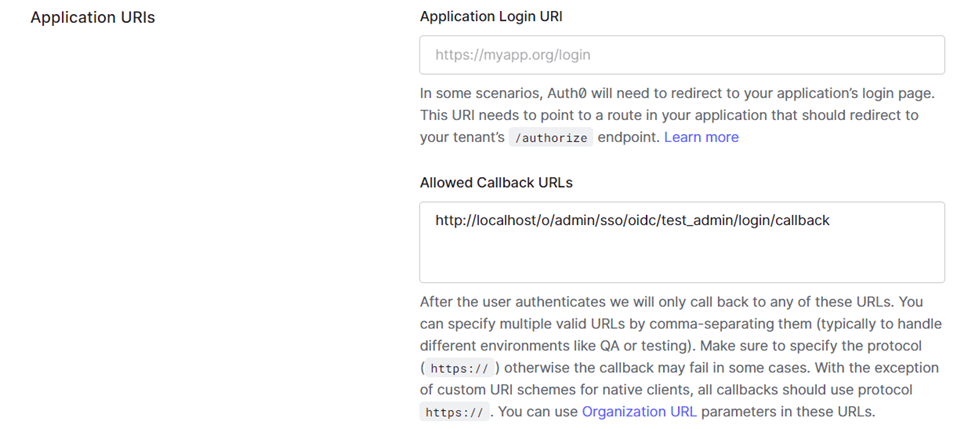 Application URIs
Application Login URI
https://myapp.org/login
In some scenarios, Auth0 will need to redirect to your application's login page.
This URI needs to point to a route in your application that should redirect to
your tenant's /authorize endpoint. Learn more
Allowed Callback URLs
http://localhost/o/admin/sso/oidc/test_admin/login/callback
After the user authenticates we will only call back to any of these URLs. You
can specify multiple valid URLs by comma-separating them (typically to handle
different environments like QA or testing). Make sure to specify the protocol
( https:// ) otherwise the callback may fail in some cases. With the exception
of custom URI schemes for native clients, all callbacks should use protocol
https:// . You can use Organization URL parameters in these URLs.